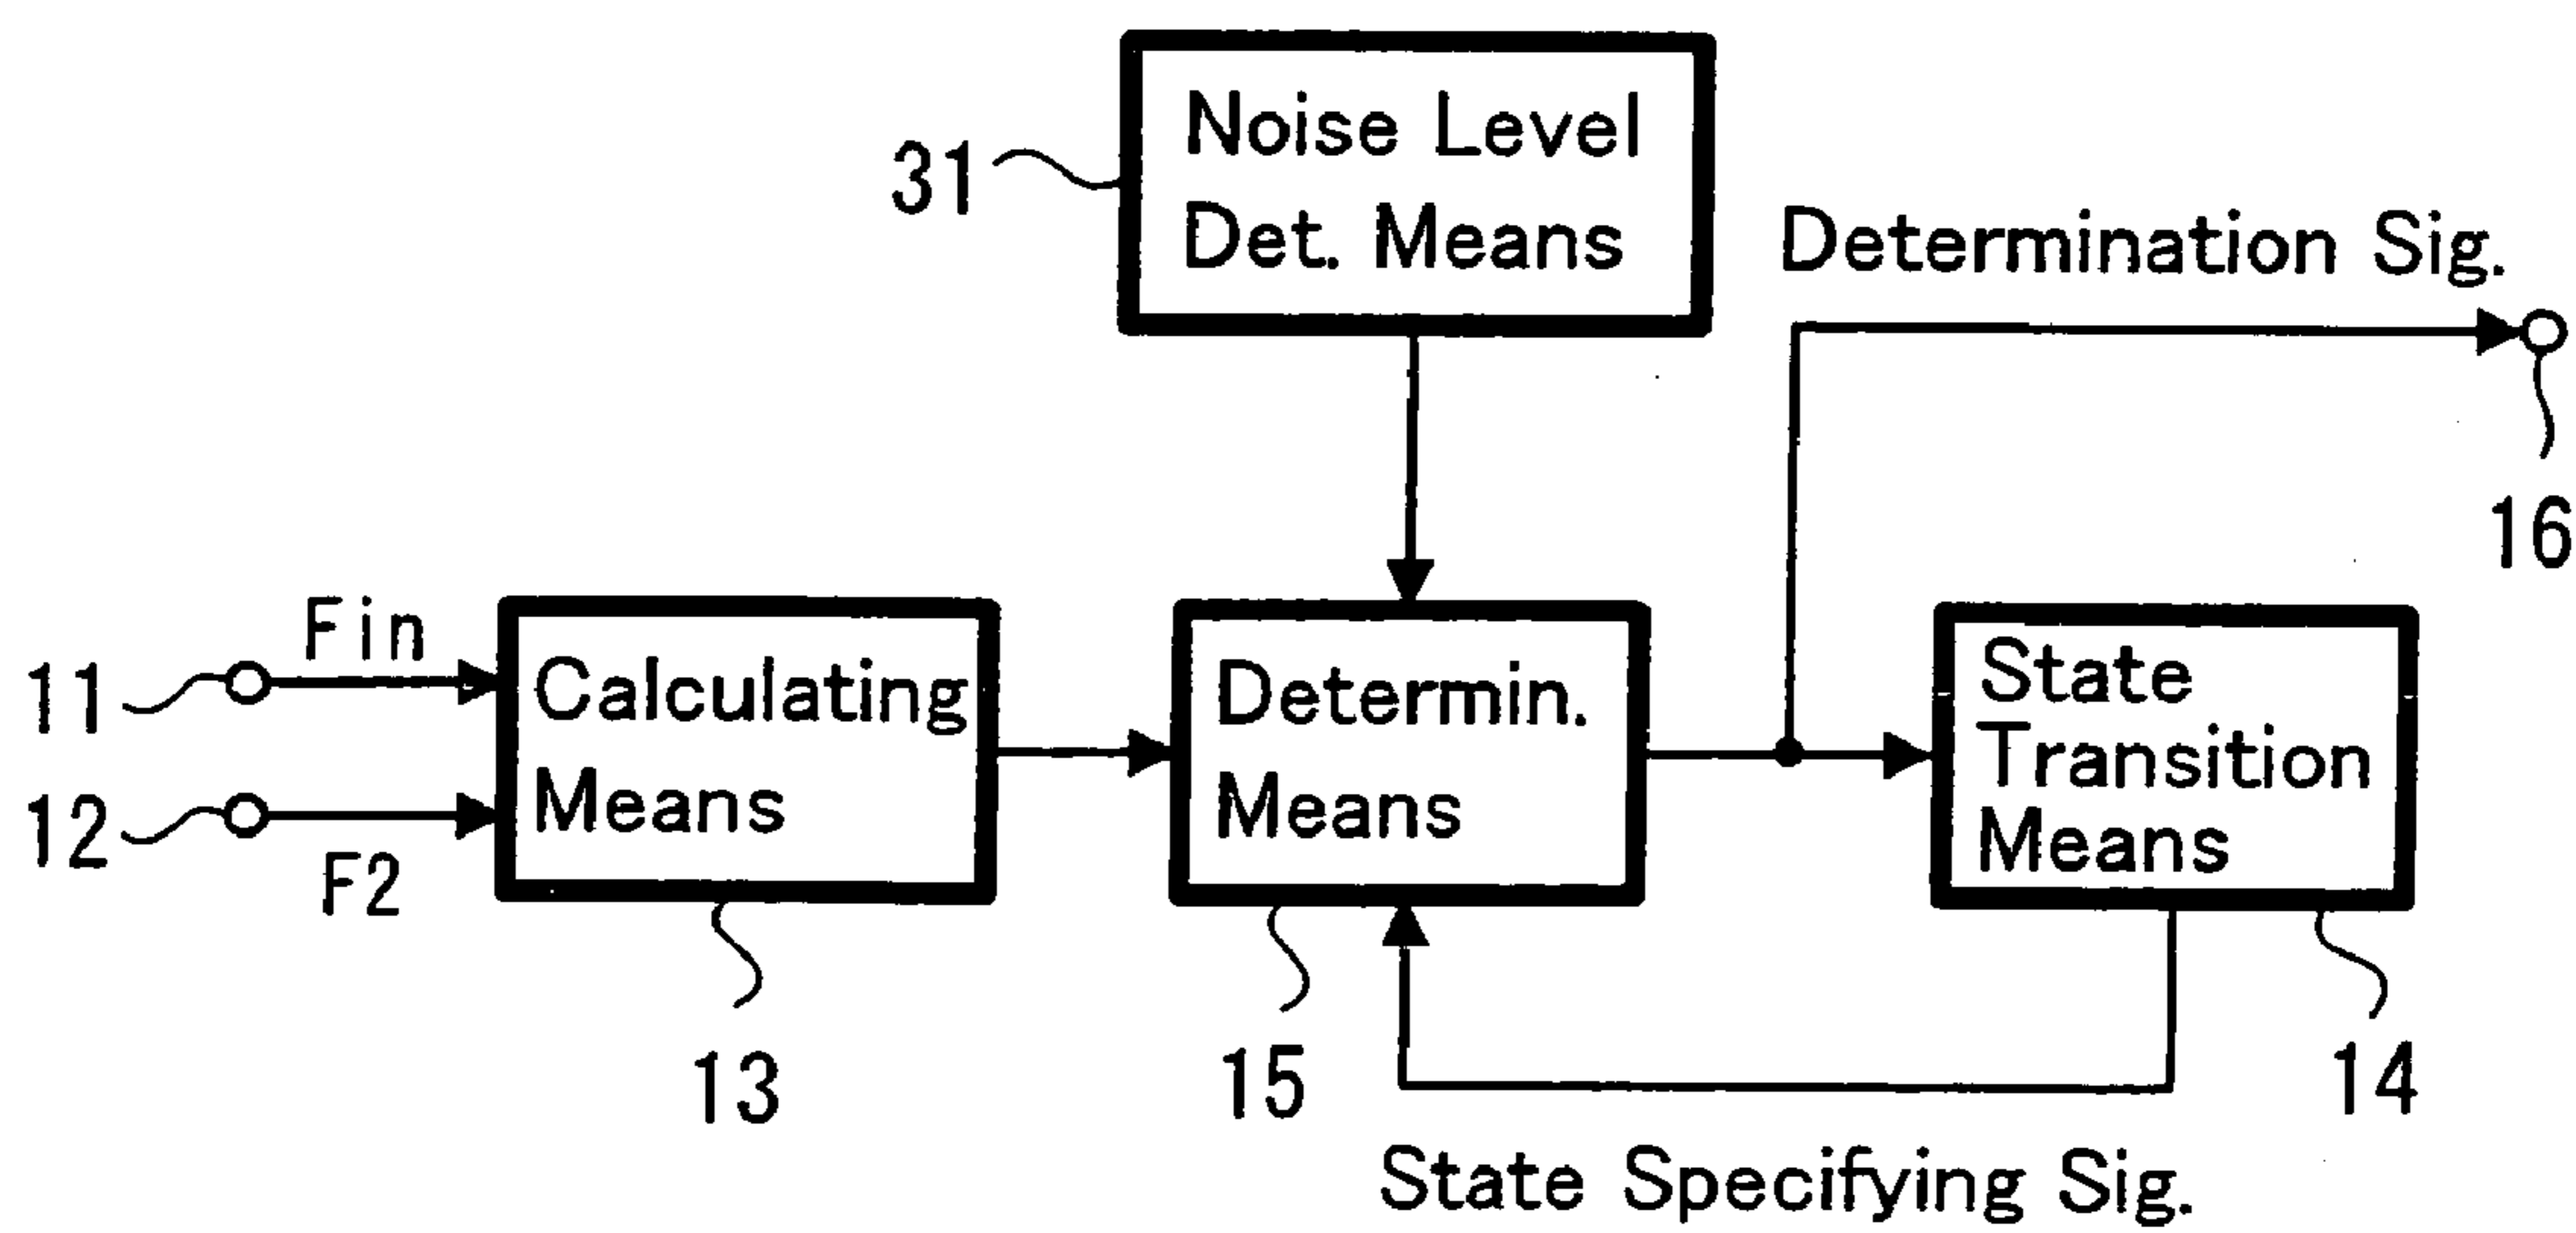 Noise Level
Det. Means
31
Determination Sig.
16
Fin
11
Calculating
Means
Determin.
Means
State
Transition
Means
12
F2
13
15
14
State Specifying Sig.